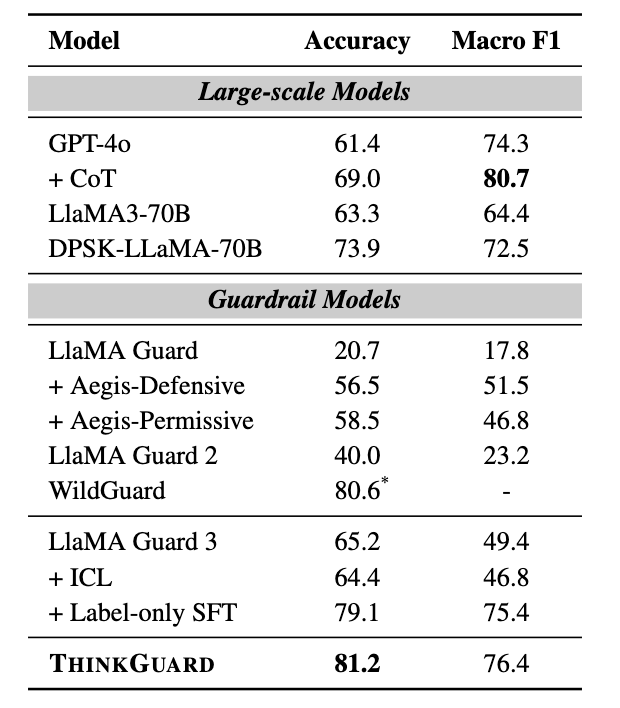 Model Accuracy Macro F1
Large-scale Models
GPT-4o 61.4 74.3
+ CoT 69.0 80.7
LlaMA3-70B 63.3 64.4
DPSK-LLaMA-70B 73.9 72.5
Guardrail Models
LlaMA Guard 20.7 17.8
+ Aegis-Defensive 56.5 51.5
+ Aegis-Permissive 58.5 46.8
LlaMA Guard 2 40.0 23.2
WildGuard 80.6* -
LlaMA Guard 3 65.2 49.4
+ ICL 64.4 46.8
+ Label-only SFT 79.1 75.4
THINKGUARD 81.2 76.4